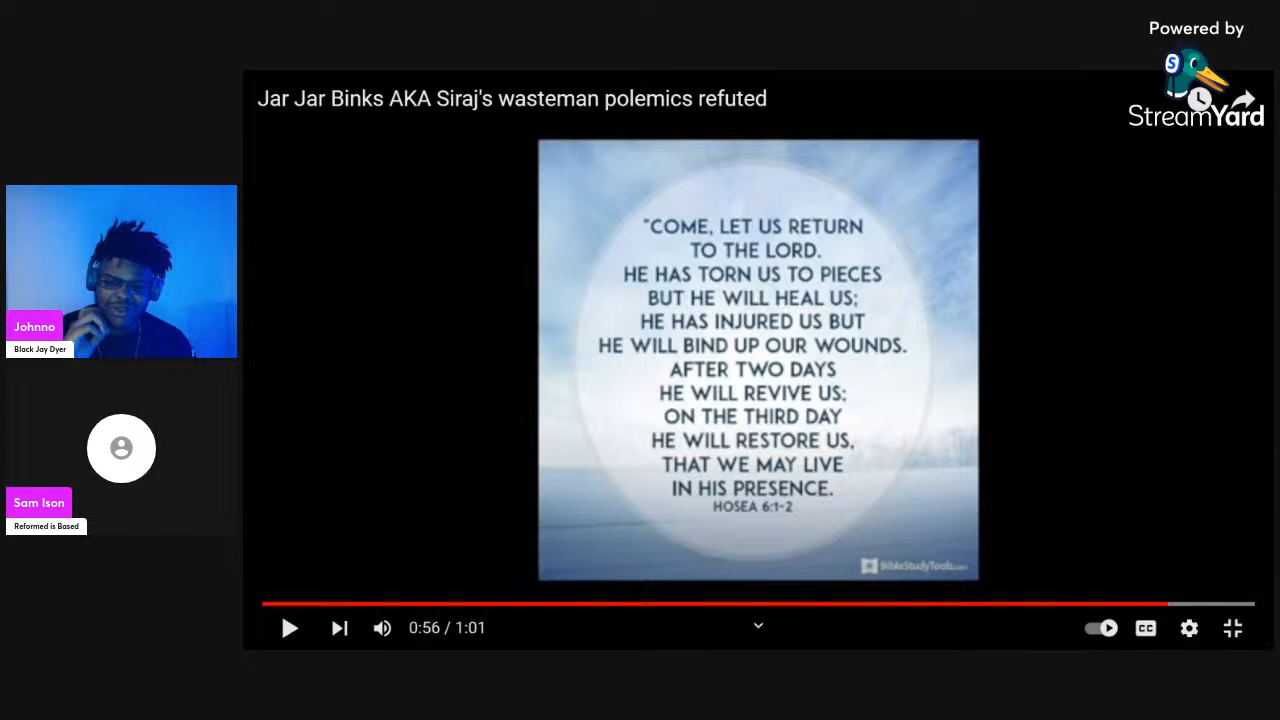 Powered by
StreamYard
Jar Jar Binks AKA Siraj's wasteman polemics refuted
"COME, LET US RETURN
TO THE LORD.
HE HAS TORN US TO PIECES
BUT HE WILL HEAL US;
HE HAS INJURED US BUT
HE WILL BIND UP OUR WOUNDS.
AFTER TWO DAYS
HE WILL REVIVE US;
ON THE THIRD DAY
HE WILL RESTORE US,
THAT WE MAY LIVE
IN HIS PRESENCE.
HOSEA 6:1-2
BibleStudyTools.com
Johnno
Black Jay Dyer
Sam Ison
Reformed is Based
0:56 / 1:01
CC
S